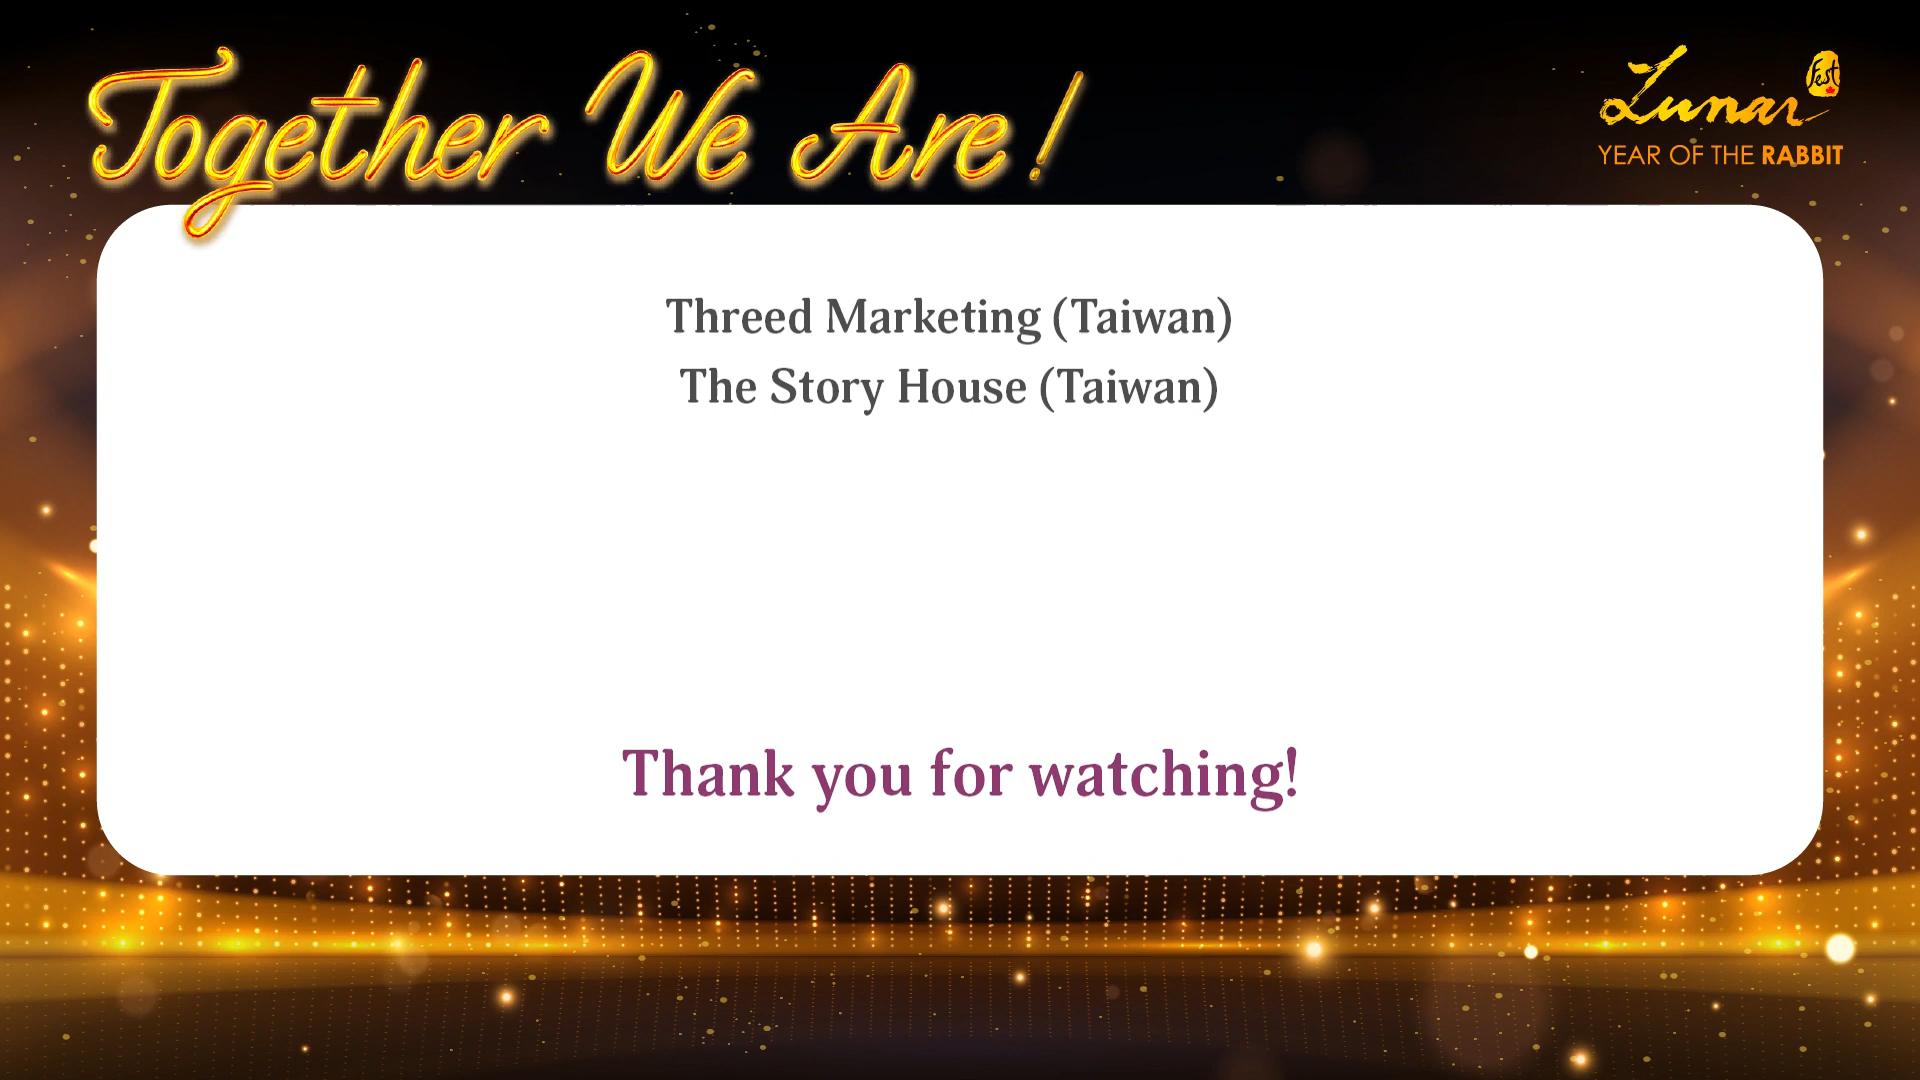 Together We Are!
Lunar Fest
YEAR OF THE RABBIT
Threed Marketing (Taiwan)
The Story House (Taiwan)
Thank you for watching!